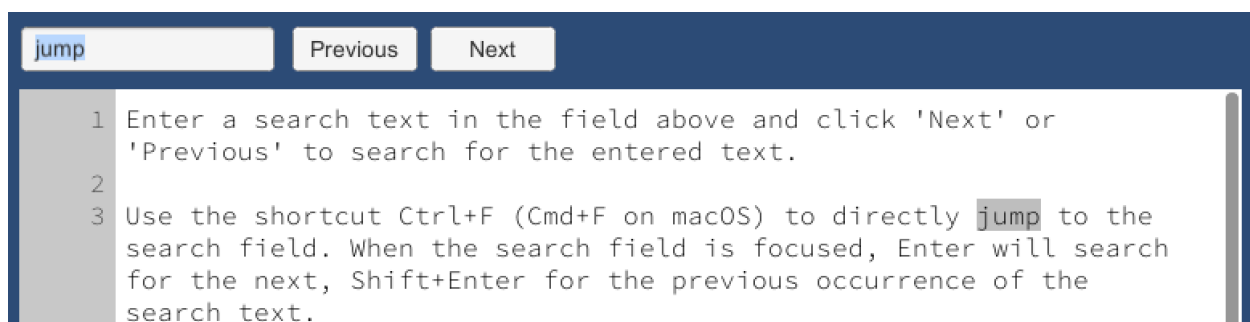 jump Previous Next
1 Enter a search text in the field above and click 'Next' or
'Previous' to search for the entered text.
2
3 Use the shortcut Ctrl+F (Cmd+F on macOS) to directly jump to the
search field. When the search field is focused, Enter will search
for the next, Shift+Enter for the previous occurrence of the
search text.